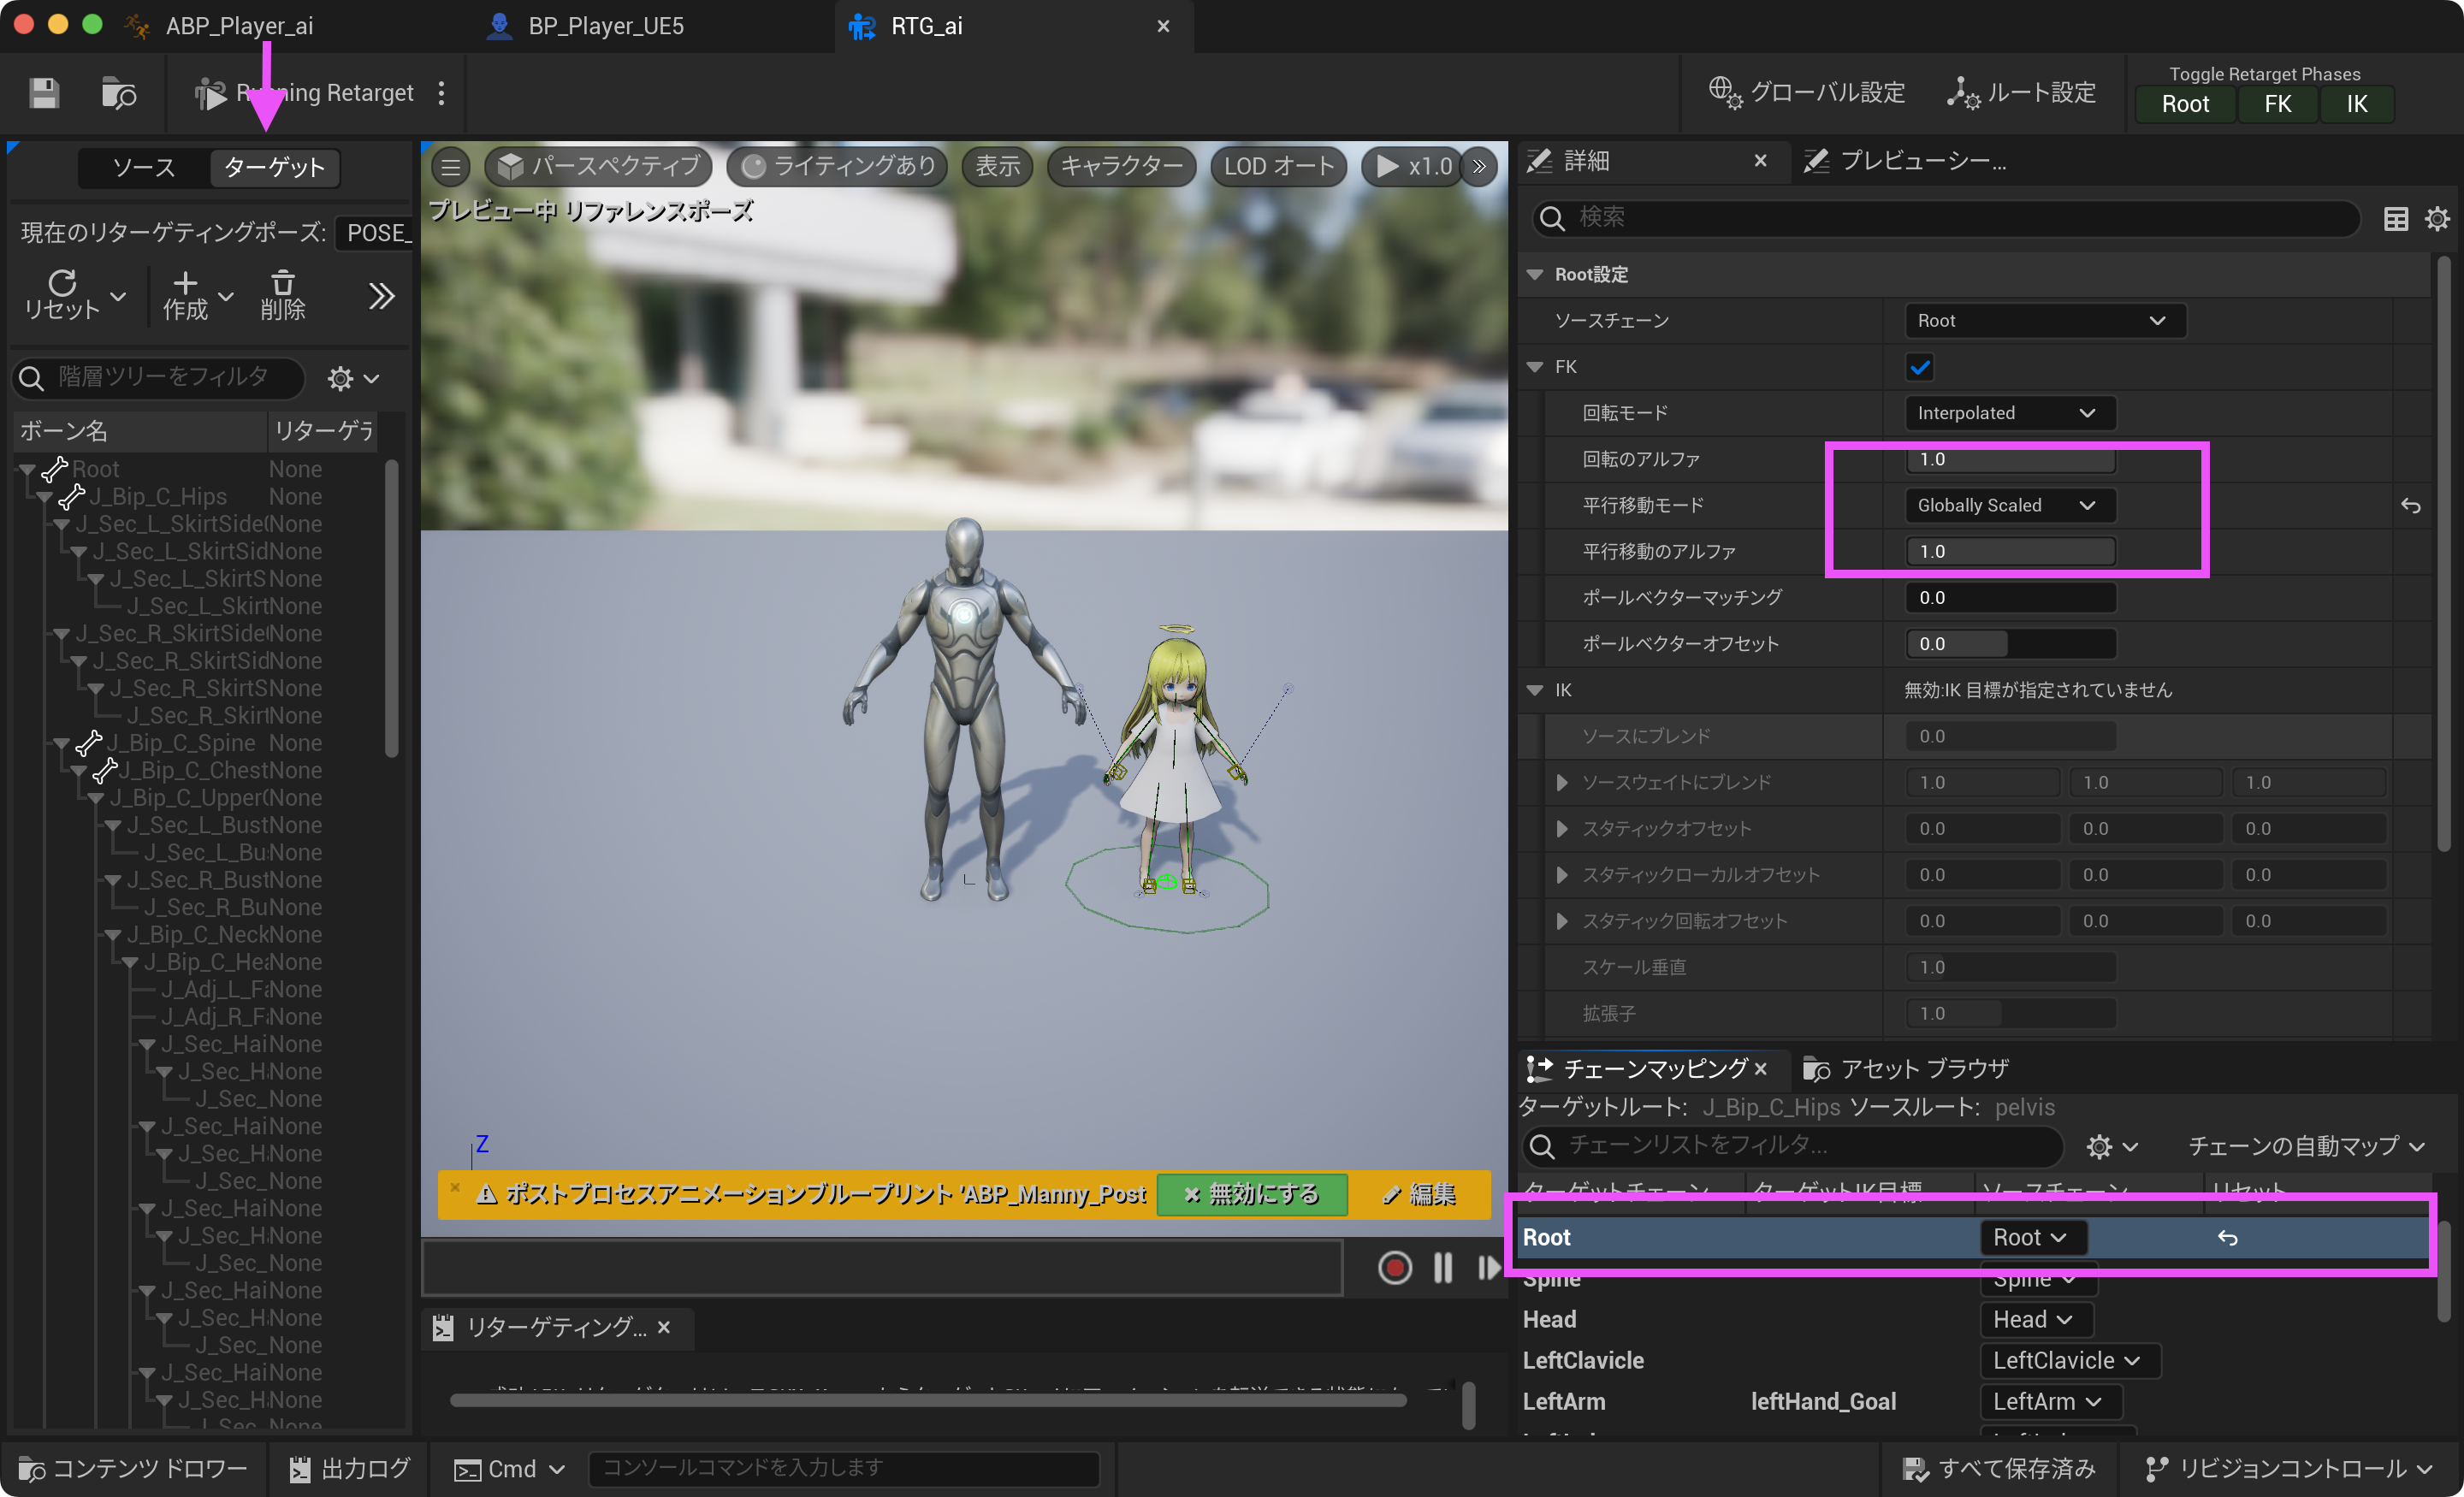 ABP_Player_ai
BP_Player_UE5
RTG_ai
Running Retarget
グローバル設定
ルート設定
Toggle Retarget Phases
Root FK IK
ソース ターゲット
現在のリターゲティングポーズ: POSE_
リセット 作成 削除
階層ツリーをフィルタ
ボーン名 リターゲ
Root None
J_Bip_C_Hips None
J_Sec_L_SkirtSide None
J_Sec_L_SkirtSid None
J_Sec_L_SkirtS None
J_Sec_L_Skirt None
J_Sec_R_SkirtSide None
J_Sec_R_SkirtSid None
J_Sec_R_SkirtS None
J_Sec_R_Skirt None
J_Bip_C_Spine None
J_Bip_C_Chest None
J_Bip_C_Upper None
J_Sec_L_Bust None
J_Sec_L_Bu None
J_Sec_R_Bust None
J_Sec_R_Bu None
J_Bip_C_Neck None
J_Bip_C_Hea None
J_Adj_L_Fa None
J_Adj_R_F None
J_Sec_Hai None
J_Sec_H None
J_Sec_ None
J_Sec_Hai None
J_Sec_H None
J_Sec_ None
J_Sec_Hai None
J_Sec_H None
J_Sec_ None
J_Sec_Hai None
J_Sec_H None
J_Sec_ None
J_Sec_Hai None
J_Sec_H None
J_Sec_ None
パースペクティブ ライティングあり 表示 キャラクター LOD オート x1.0
プレビュー中 リファレンスポーズ
Z
ポストプロセスアニメーションブループリント 'ABP_Manny_Post 無効にする 編集
リターゲティング...
詳細 プレビューシー...
検索
Root設定
ソースチェーン Root
FK
回転モード Interpolated
回転のアルファ 1.0
平行移動モード Globally Scaled
平行移動のアルファ 1.0
ポールベクターマッチング 0.0
ポールベクターオフセット 0.0
IK 無効:IK 目標が指定されていません
ソースにブレンド 0.0
ソースウェイトにブレンド 1.0 1.0 1.0
スタティックオフセット 0.0 0.0 0.0
スタティックローカルオフセット 0.0 0.0 0.0
スタティック回転オフセット 0.0 0.0 0.0
スケール垂直 1.0
拡張子 1.0
チェーンマッピング アセット ブラウザ
ターゲットルート: J_Bip_C_Hips ソースルート: pelvis
チェーンリストをフィルタ... チェーンの自動マップ
ターゲットチェーン ターゲットIK目標 ソースチェーン リセット
Root Root
Spine Spine
Head Head
LeftClavicle LeftClavicle
LeftArm leftHand_Goal LeftArm
コンテンツ ドロワー 出力ログ Cmd コンソールコマンドを入力します すべて保存済み リビジョンコントロール